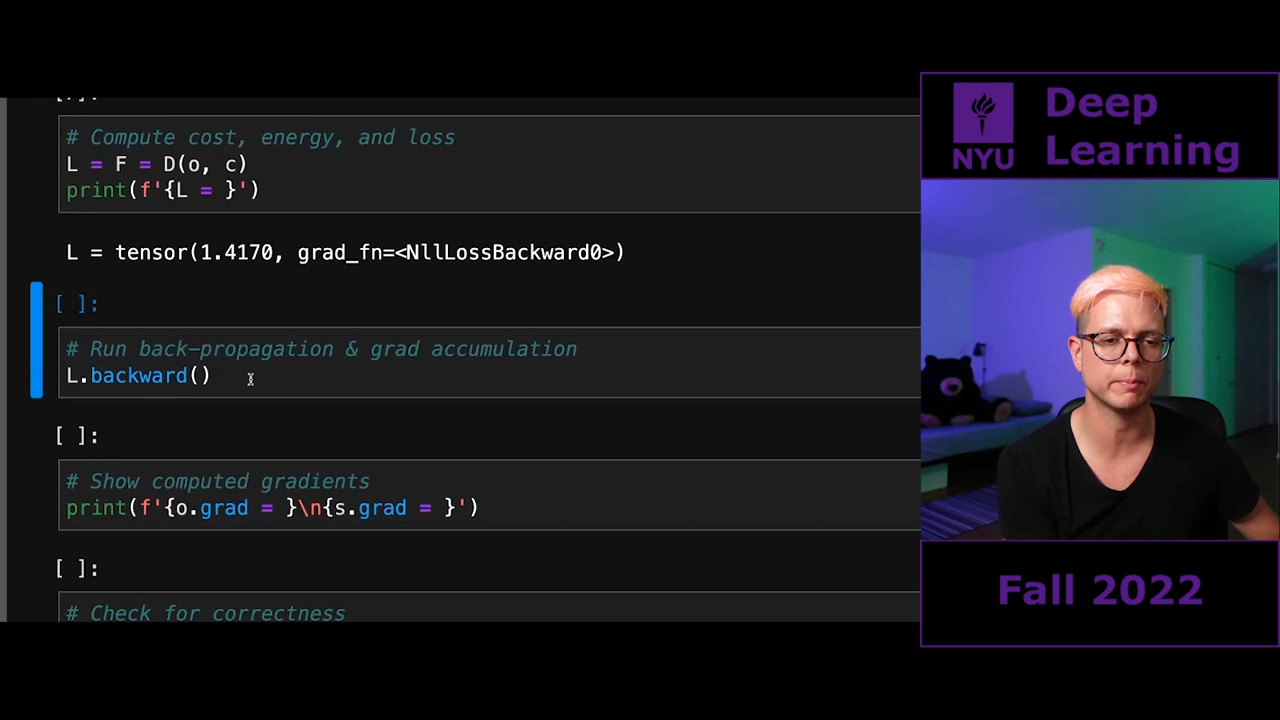 # Compute cost, energy, and loss
L = F = D(o, c)
print(f'{L = }')
L = tensor(1.4170, grad_fn=<NllLossBackward0>)
[ ]:
# Run back-propagation & grad accumulation
L.backward()
[ ]:
# Show computed gradients
print(f'{o.grad = }\n{s.grad = }')
[ ]:
# Check for correctness
NYU
Deep
Learning
Fall 2022